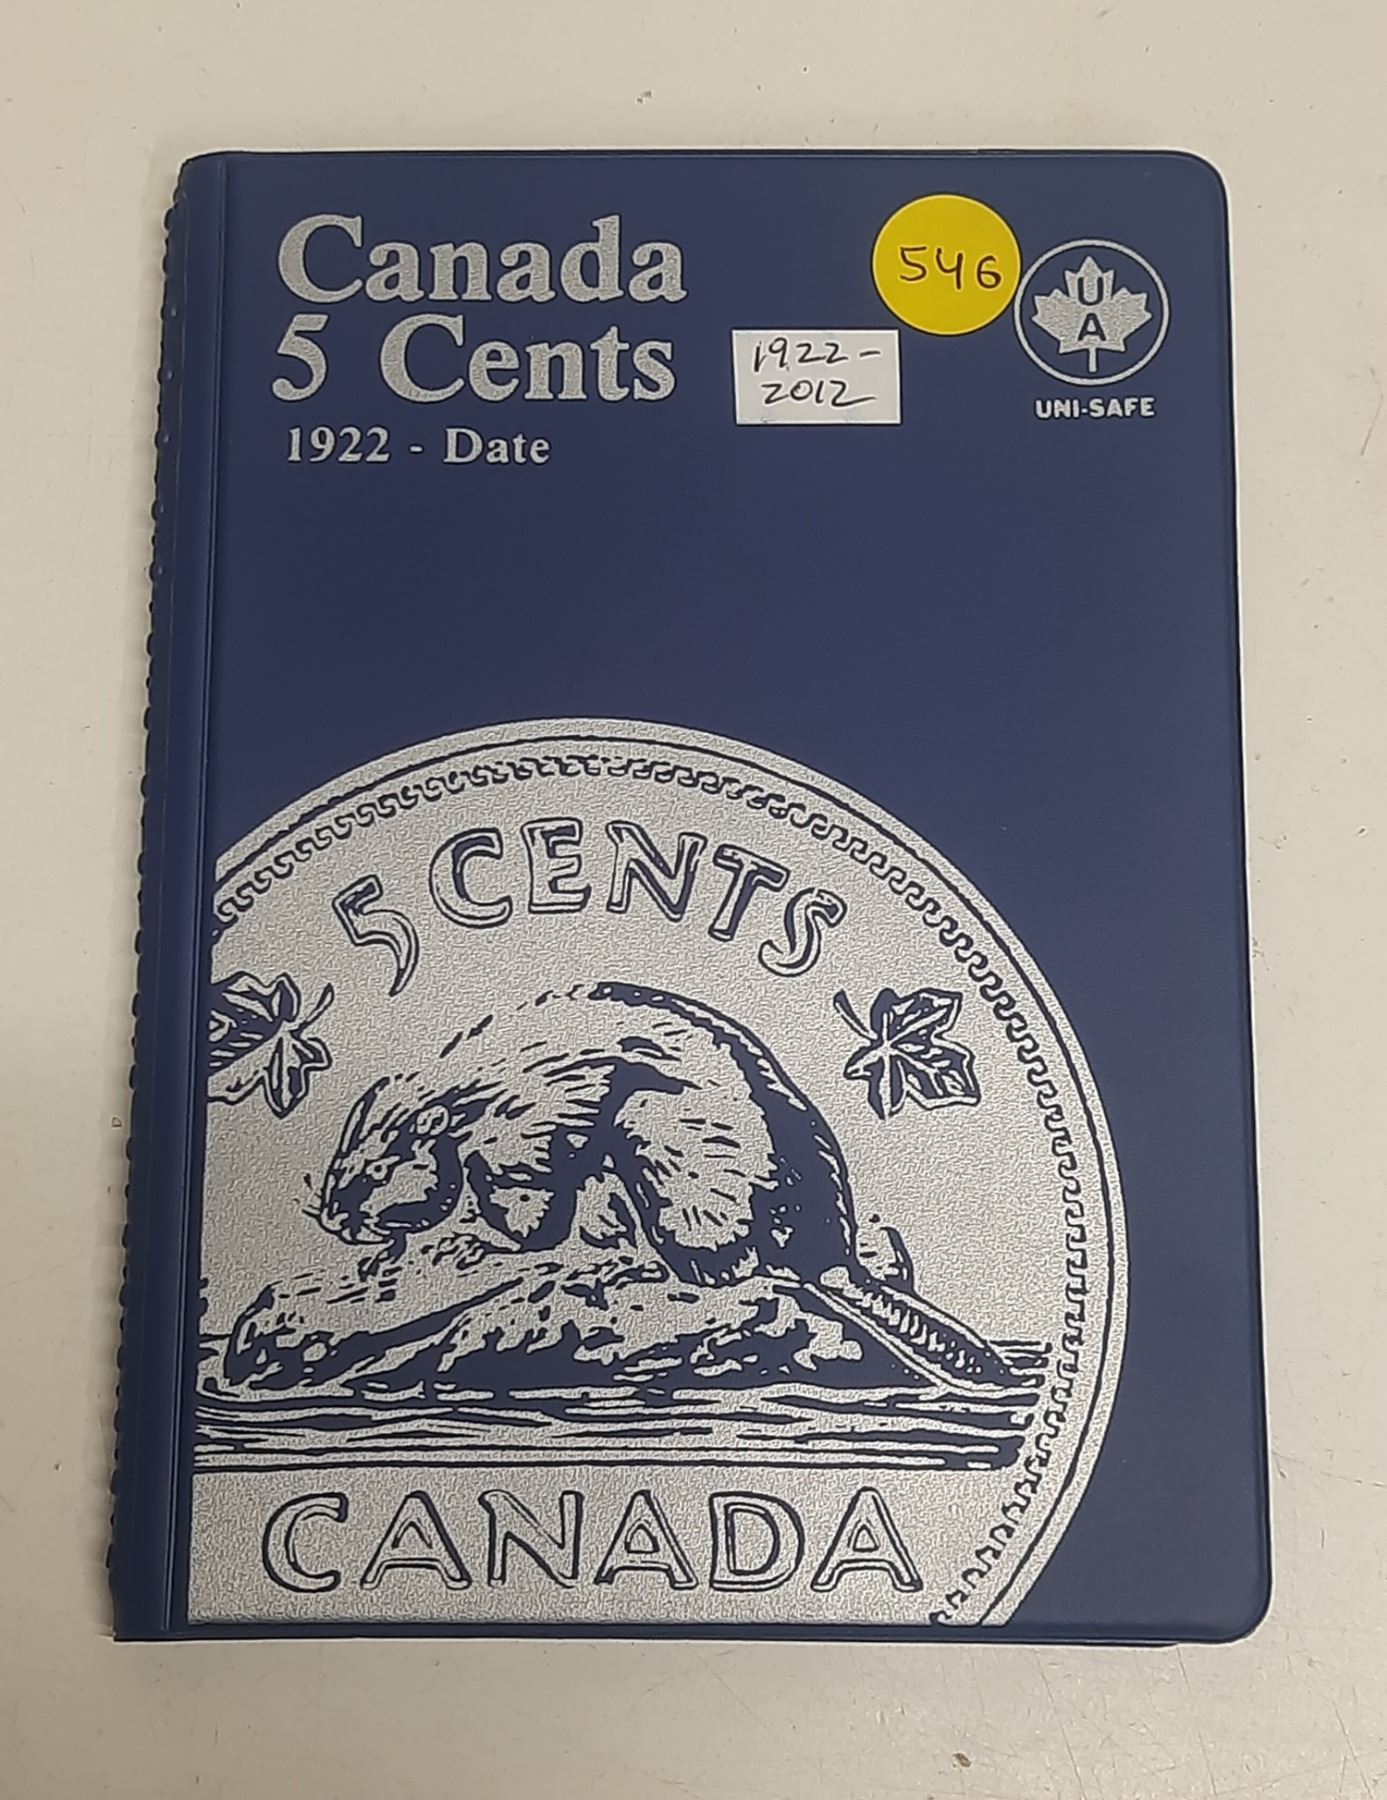 Canada
5 Cents
1922 - Date
546
1922-
2012
U
A
UNI-SAFE
5 CENTS
CANADA